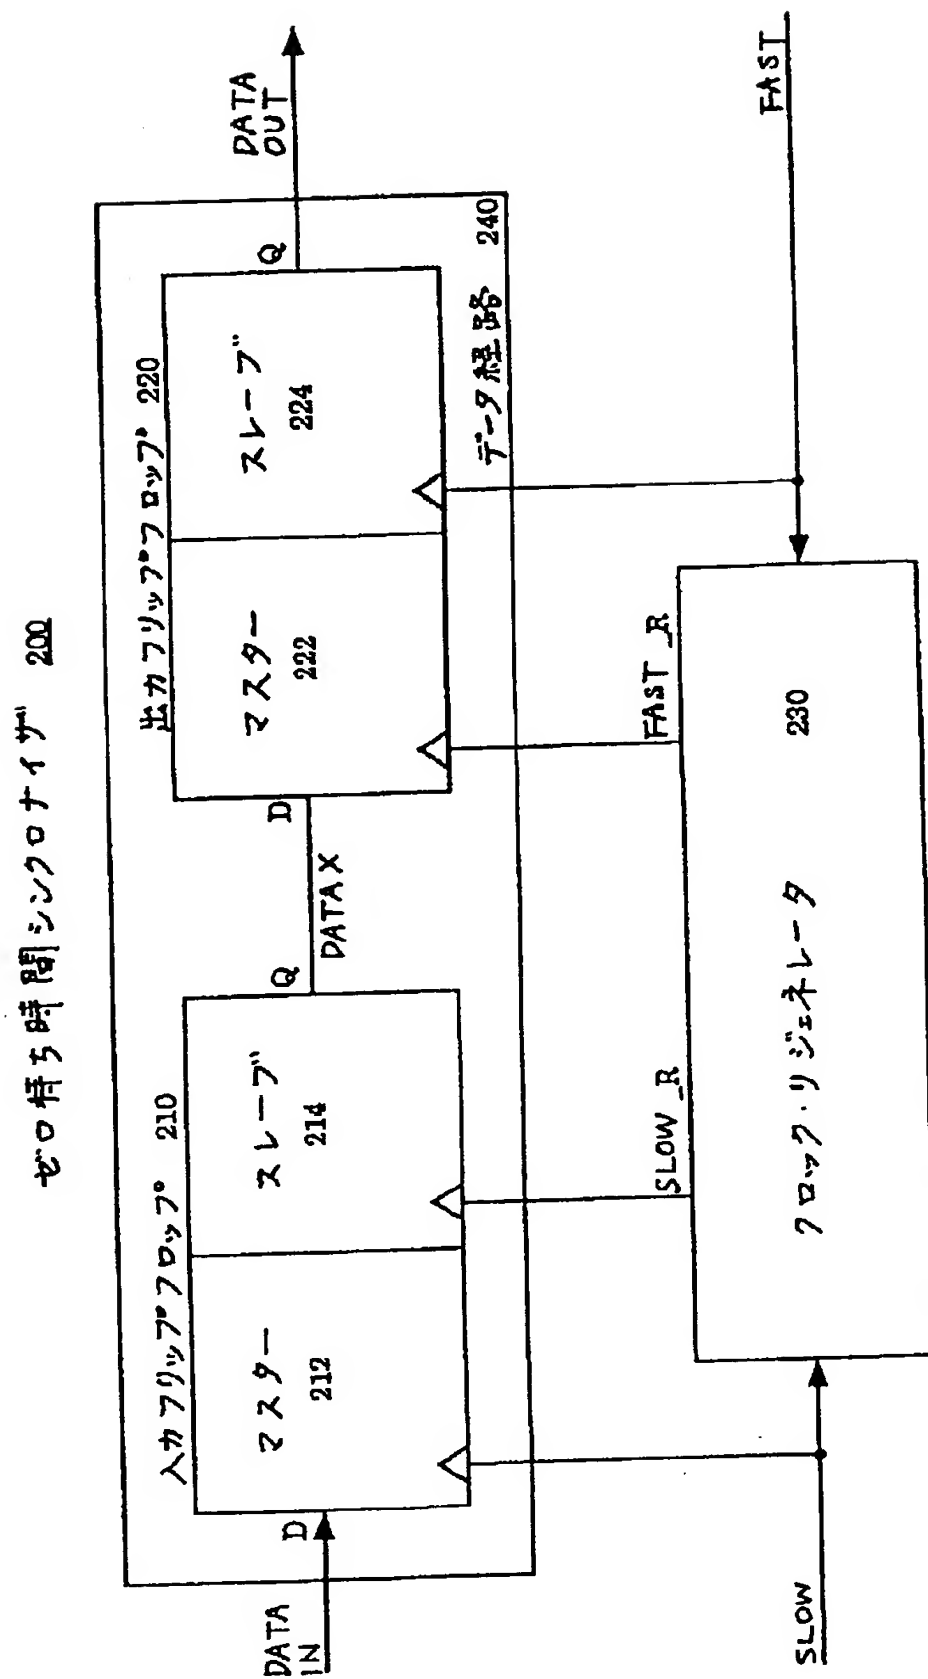 ゼロ待ち時間シンクロナイザ 200
入力フリップフロップ 210
出力フリップフロップ 220
DATA
IN
D
マスター
212
スレーブ
214
Q
DATAX
D
マスター
222
スレーブ
224
Q
DATA
OUT
データ経路 240
SLOW_R
FAST_R
SLOW
クロック・リジェネレータ 230
FAST